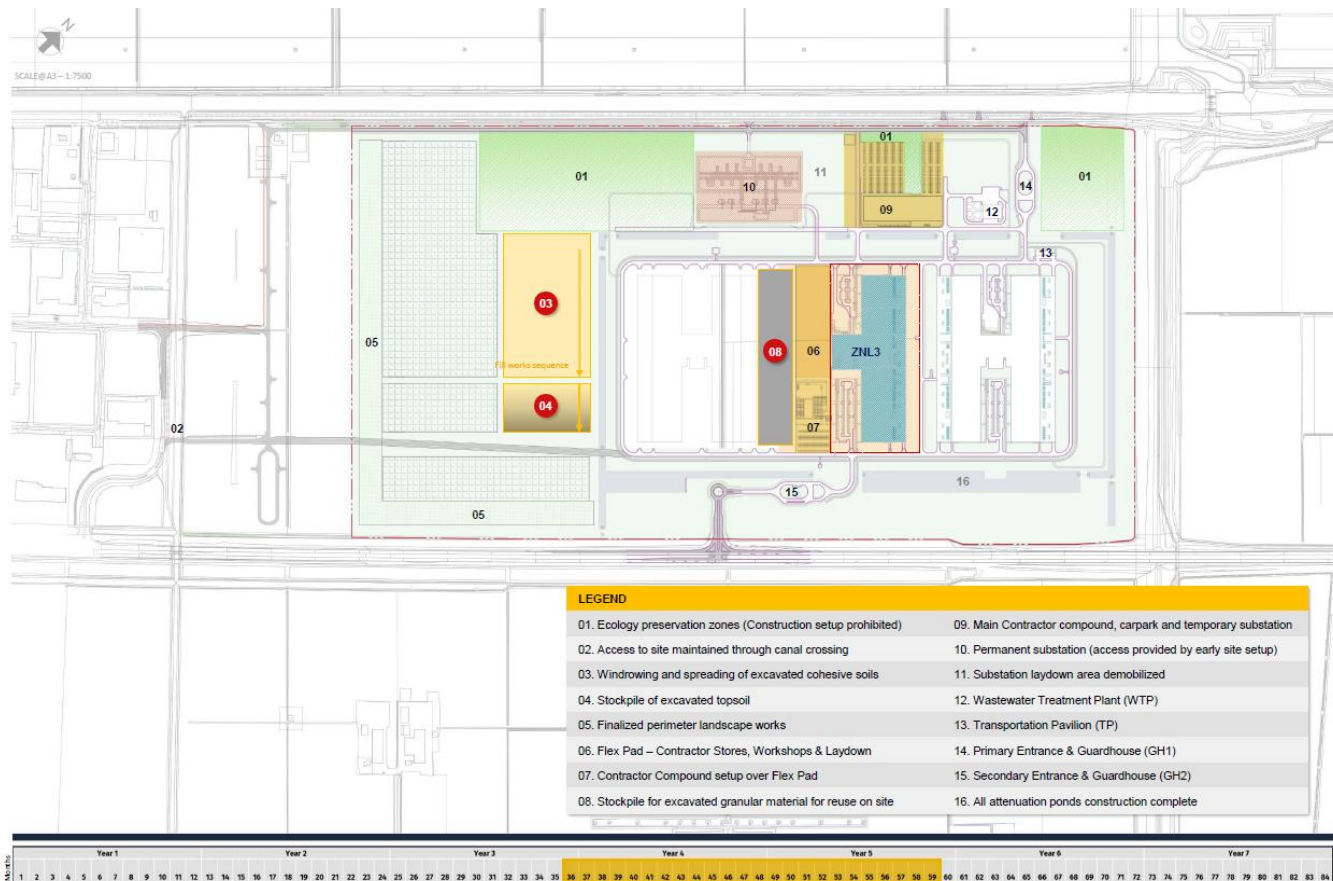 N
SCALE@A3 – 1:7500
01
10
11
01
09
12
14
01
13
03
Fill works sequence
04
05
02
05
08
06
07
ZNL3
15
16
LEGEND
01. Ecology preservation zones (Construction setup prohibited)
02. Access to site maintained through canal crossing
03. Windrowing and spreading of excavated cohesive soils
04. Stockpile of excavated topsoil
05. Finalized perimeter landscape works
06. Flex Pad – Contractor Stores, Workshops & Laydown
07. Contractor Compound setup over Flex Pad
08. Stockpile for excavated granular material for reuse on site
09. Main Contractor compound, carpark and temporary substation
10. Permanent substation (access provided by early site setup)
11. Substation laydown area demobilized
12. Wastewater Treatment Plant (WTP)
13. Transportation Pavilion (TP)
14. Primary Entrance & Guardhouse (GH1)
15. Secondary Entrance & Guardhouse (GH2)
16. All attenuation ponds construction complete
Months
Year 1 Year 2 Year 3 Year 4 Year 5 Year 6 Year 7
1 2 3 4 5 6 7 8 9 10 11 12 13 14 15 16 17 18 19 20 21 22 23 24 25 26 27 28 29 30 31 32 33 34 35 36 37 38 39 40 41 42 43 44 45 46 47 48 49 50 51 52 53 54 55 56 57 58 59 60 61 62 63 64 65 66 67 68 69 70 71 72 73 74 75 76 77 78 79 80 81 82 83 84